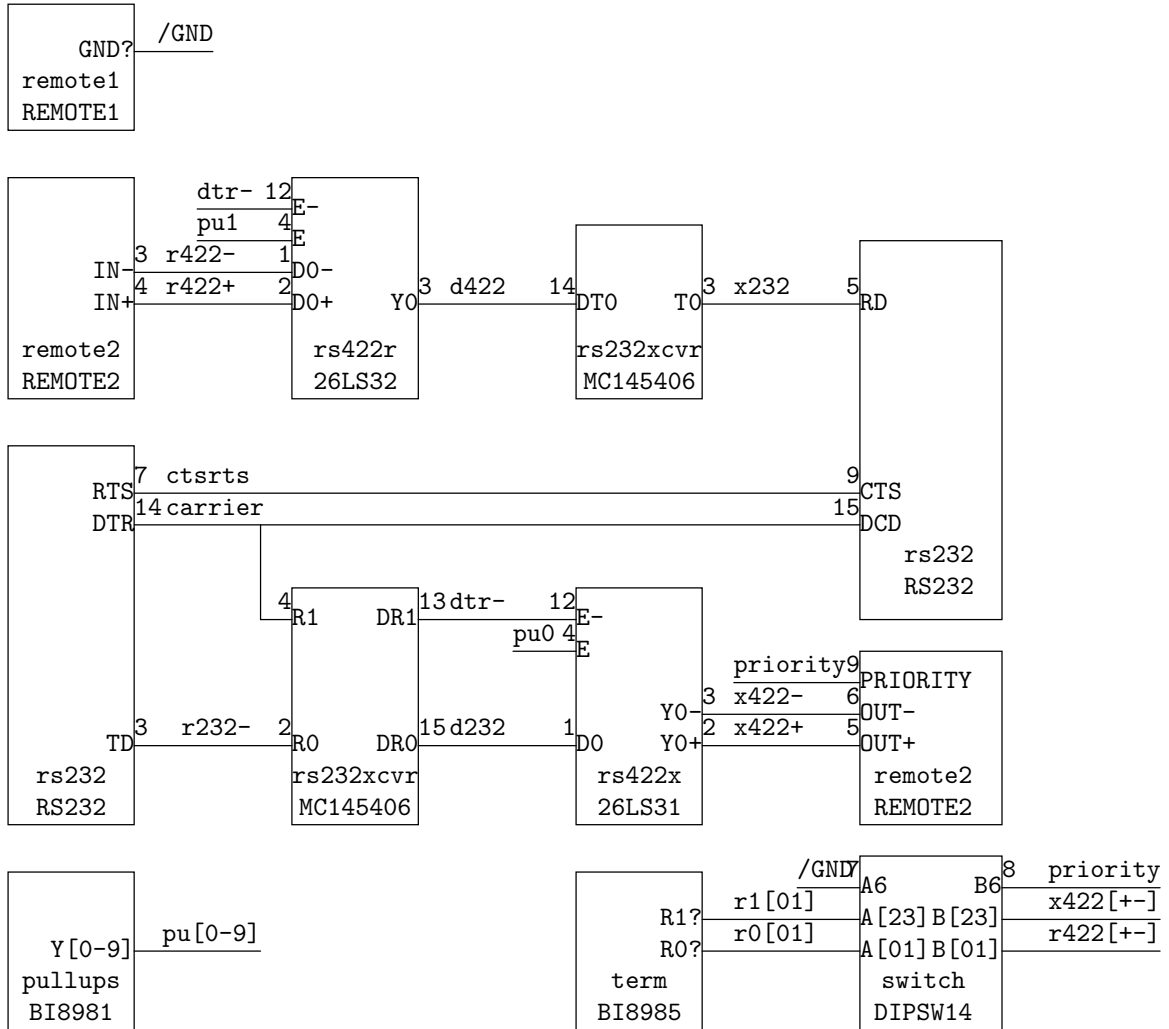 /GND
GND?
remote1
REMOTE1
dtr- 12
E-
pu1 4
E
3 r422- 1
IN- D0-
4 r422+ 2
IN+ D0+ Y0
3 d422 14
DT0 T0
3 x232 5
RD
remote2 rs422r rs232xcvr
REMOTE2 26LS32 MC145406
7 ctsrts 9
RTS CTS
14 carrier 15
DTR DCD
rs232
RS232
4 13 dtr- 12
R1 DR1 E-
pu0 4
E
priority 9
PRIORITY
3 x422- 6
Y0- OUT-
3 r232- 2 15 d232 1 2 x422+ 5
TD R0 DR0 D0 Y0+ OUT+
rs232 rs232xcvr rs422x remote2
RS232 MC145406 26LS31 REMOTE2
/GND 7 8 priority
A6 B6
r1[01] x422[+-]
R1? A[23] B[23]
pu[0-9] r0[01] r422[+-]
Y[0-9] R0? A[01] B[01]
pullups term switch
BI8981 BI8985 DIPSW14